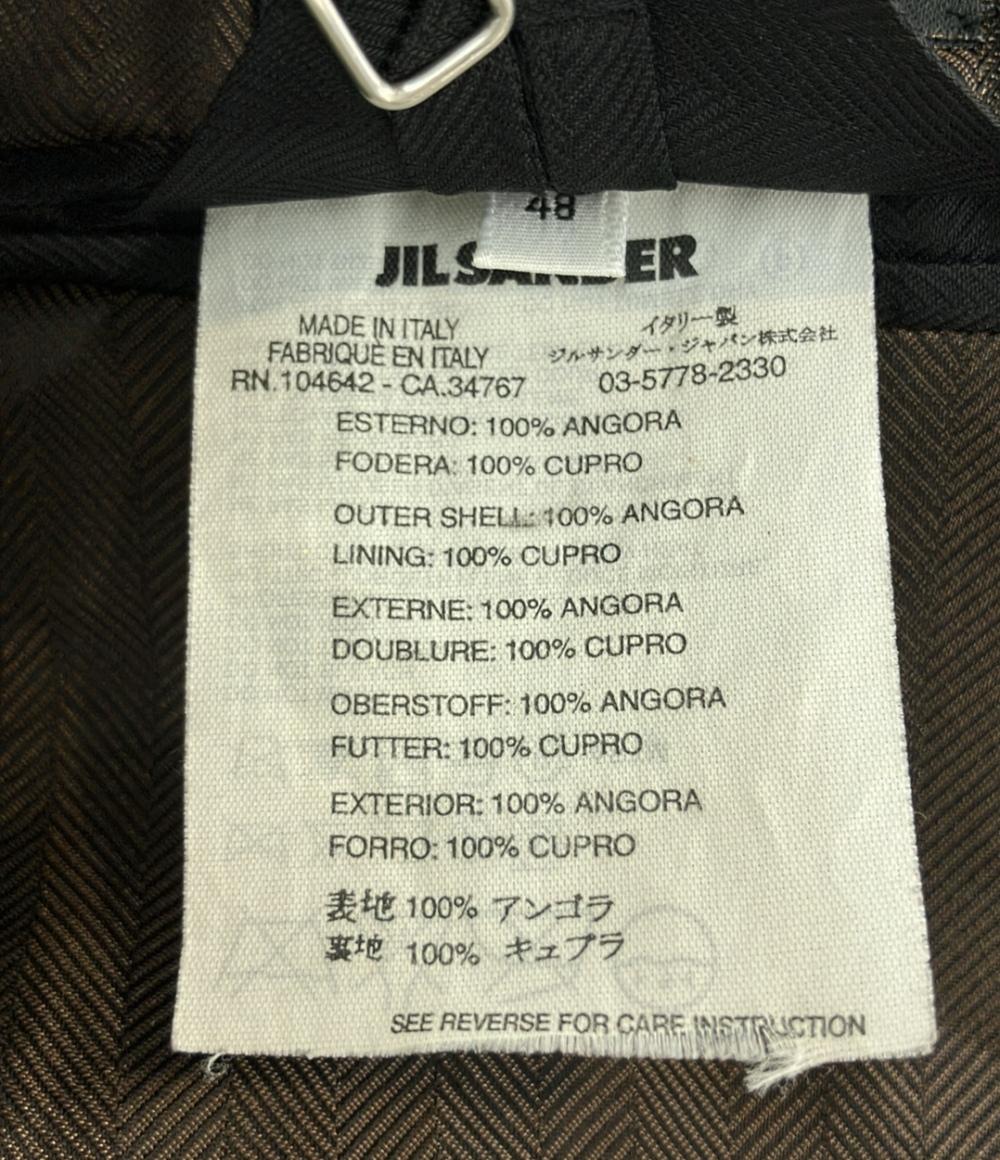 48
JIL SANDER
MADE IN ITALY
FABRIQUE EN ITALY
RN.104642 - CA.34767
イタリー製
ジルサンダー・ジャパン株式会社
03-5778-2330
ESTERNO: 100% ANGORA
FODERA: 100% CUPRO
OUTER SHELL: 100% ANGORA
LINING: 100% CUPRO
EXTERNE: 100% ANGORA
DOUBLURE: 100% CUPRO
OBERSTOFF: 100% ANGORA
FUTTER: 100% CUPRO
EXTERIOR: 100% ANGORA
FORRO: 100% CUPRO
表地 100% アンゴラ
裏地 100% キュプラ
SEE REVERSE FOR CARE INSTRUCTION